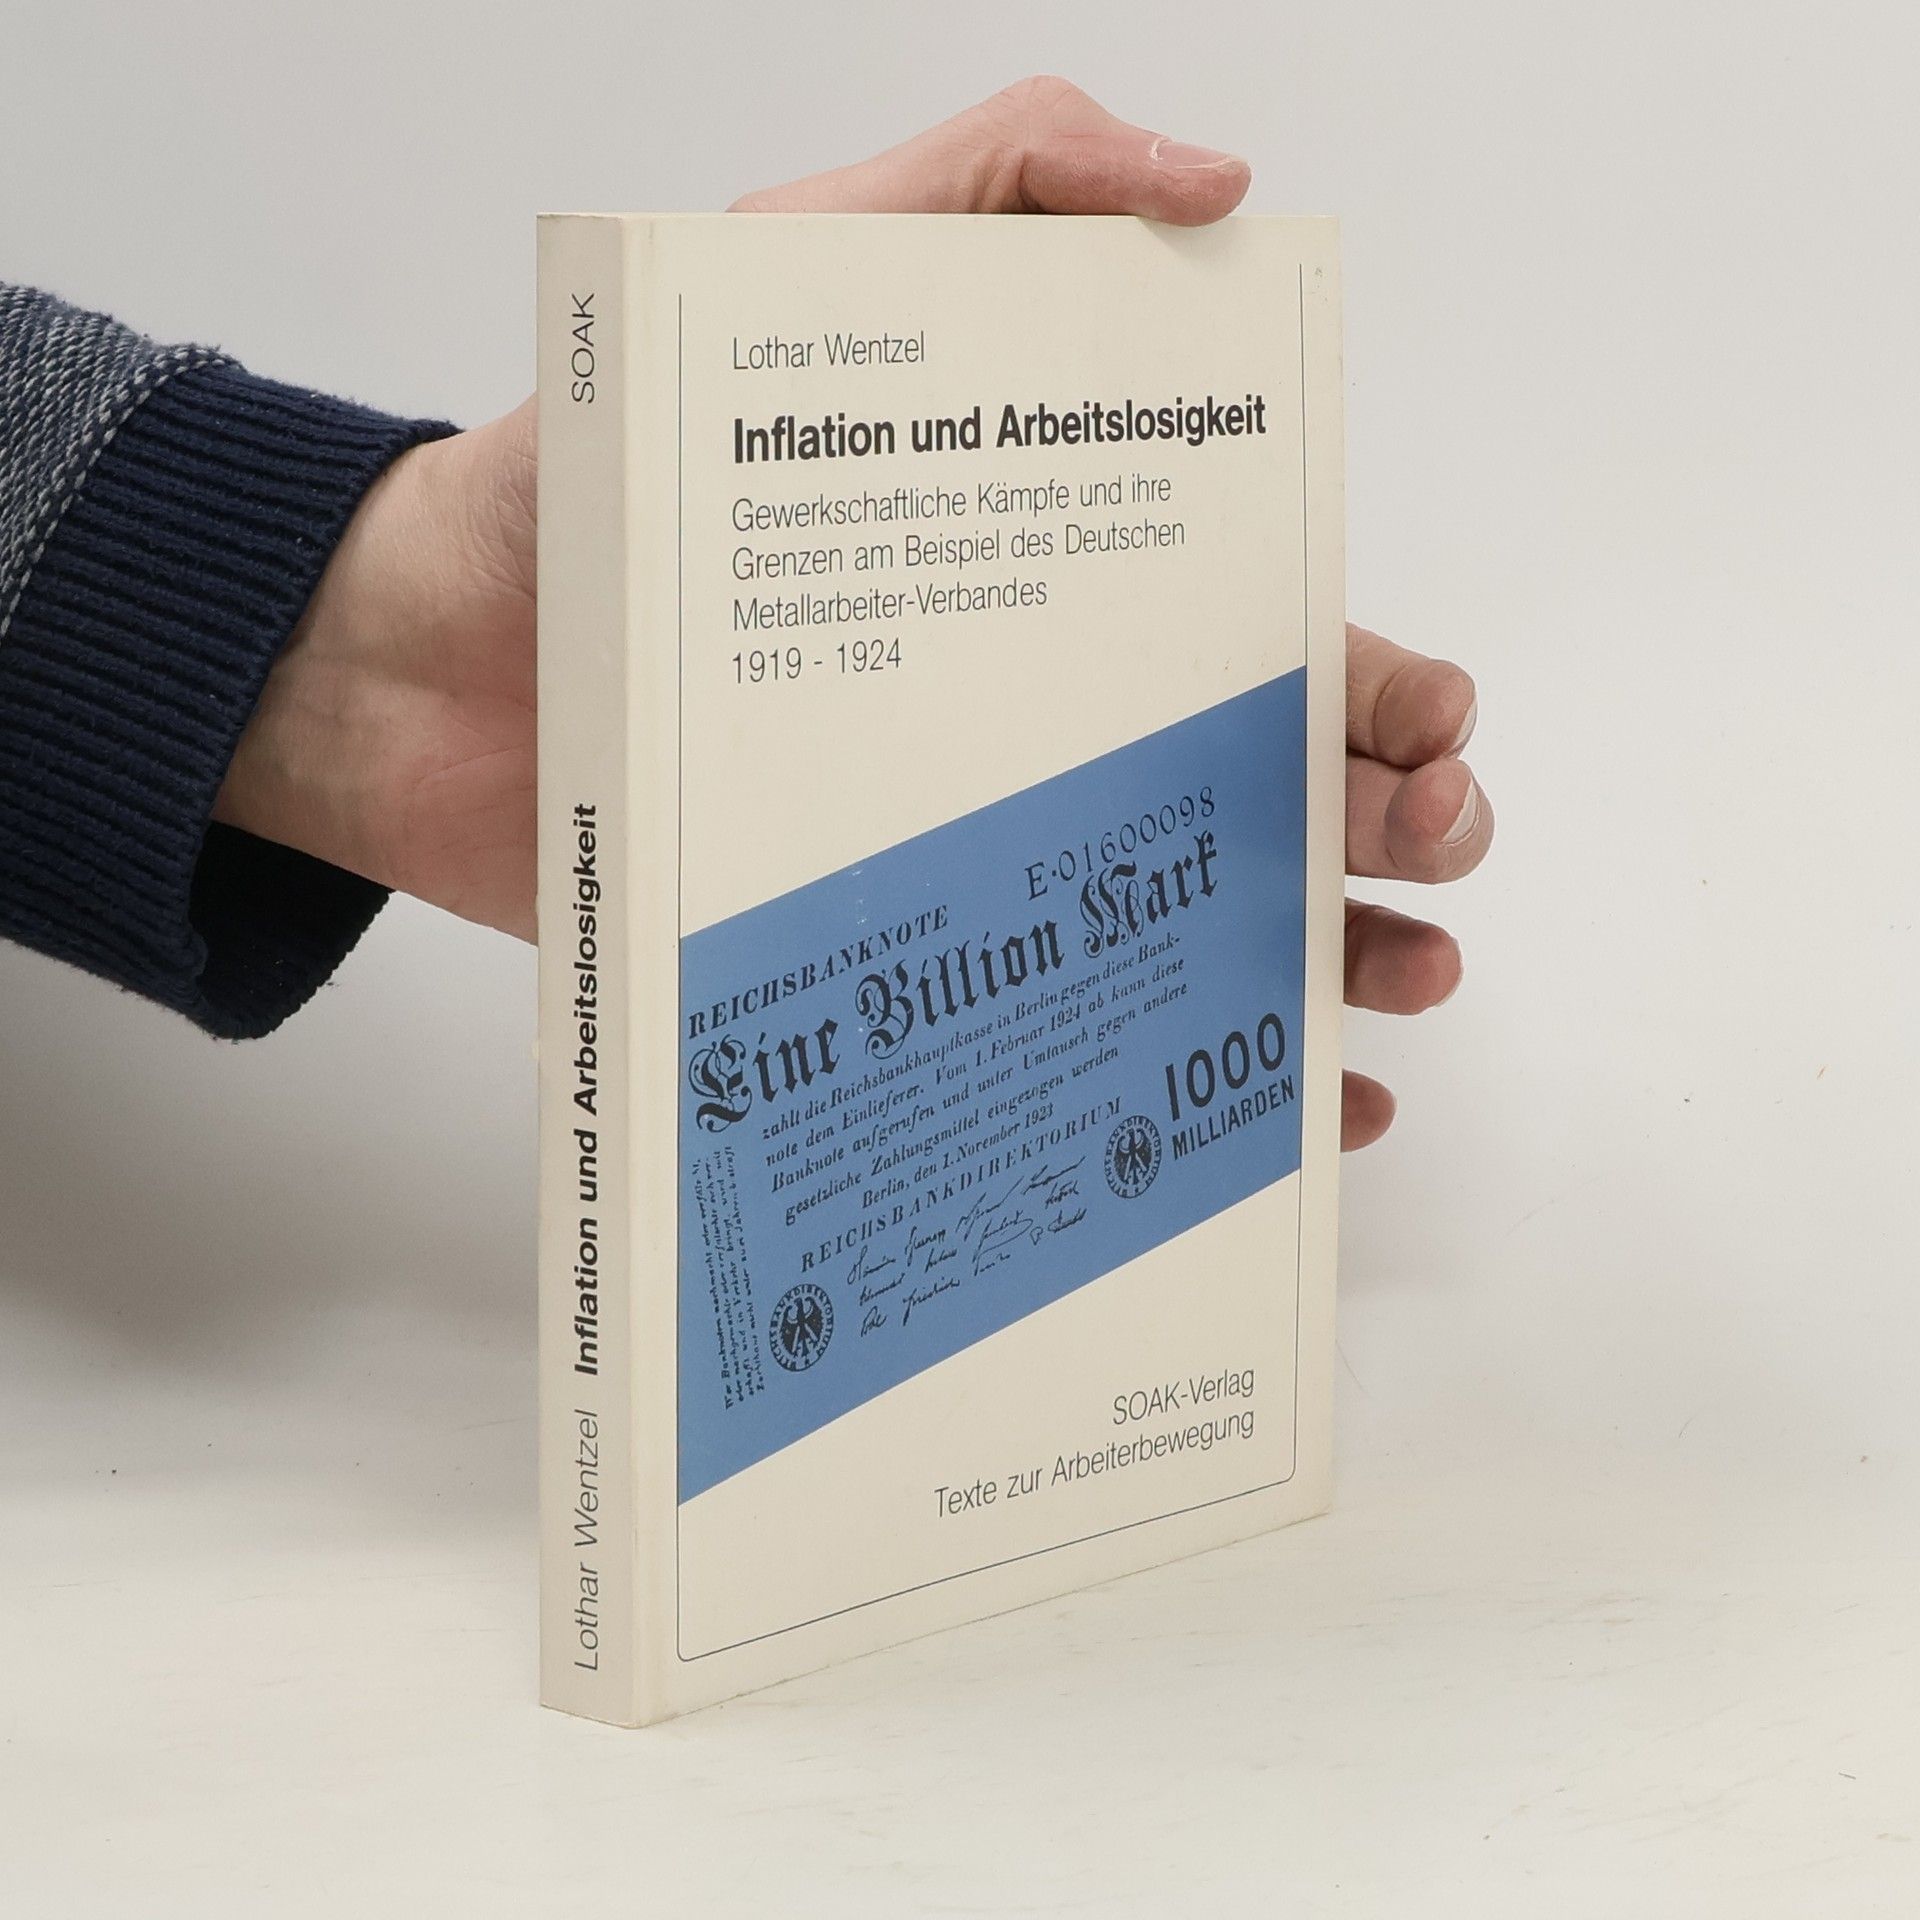 SOAK
Inflation und Arbeitslosigkeit
Lothar Wentzel
Lothar Wentzel
Inflation und Arbeitslosigkeit
Gewerkschaftliche Kämpfe und ihre
Grenzen am Beispiel des Deutschen
Metallarbeiter-Verbandes
1919 - 1924
E·01600098
REICHSBANKNOTE
Eine Billion Mark
zahlt die Reichsbankhauptkasse in Berlin gegen diese Bank-
note dem Einlieferer. Vom 1. Februar 1924 ab kann diese
Banknote aufgerufen und unter Umtausch gegen andere
gesetzliche Zahlungsmittel eingezogen werden
Berlin, den 1. November 1923
REICHSBANKDIREKTORIUM
1000
MILLIARDEN
REICHSBANKDIREKTORIUM
REICHSBANKDIREKTORIUM
SOAK-Verlag
Texte zur Arbeiterbewegung